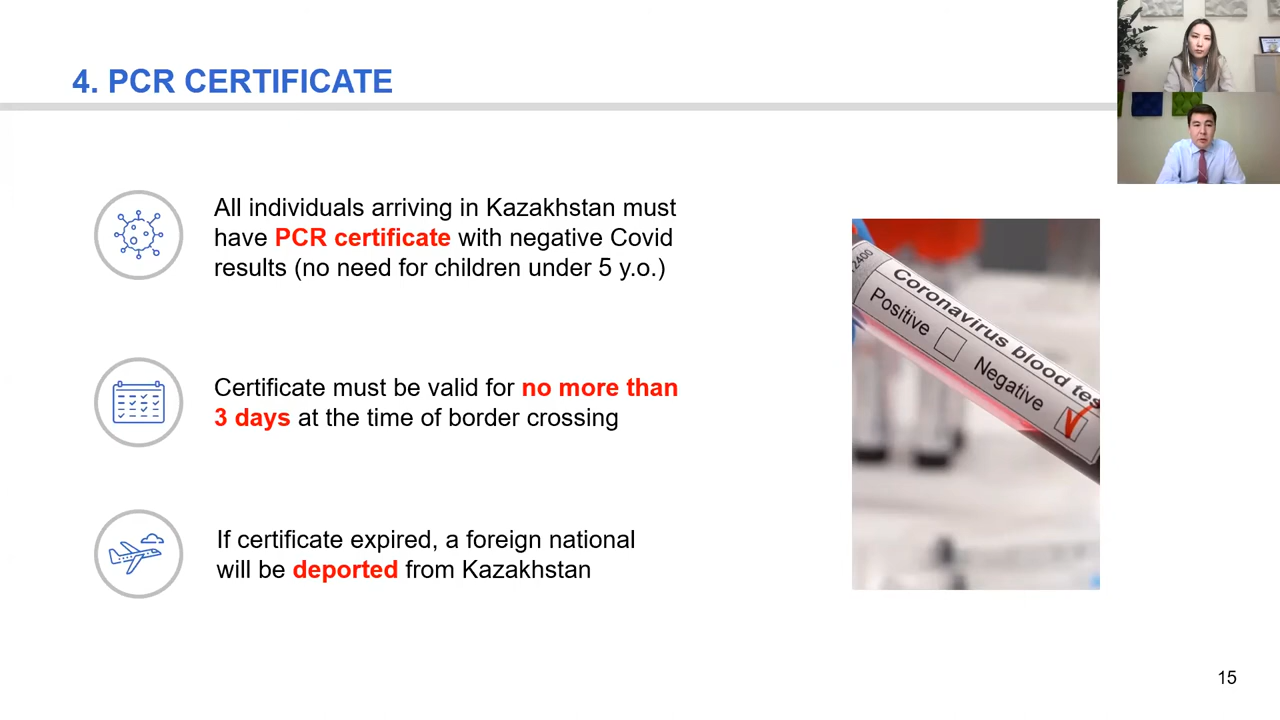 4. PCR CERTIFICATE
All individuals arriving in Kazakhstan must
have PCR certificate with negative Covid
results (no need for children under 5 y.o.)
Certificate must be valid for no more than
3 days at the time of border crossing
If certificate expired, a foreign national
will be deported from Kazakhstan
2400
Coronavirus blood tes
Positive
Negative
15